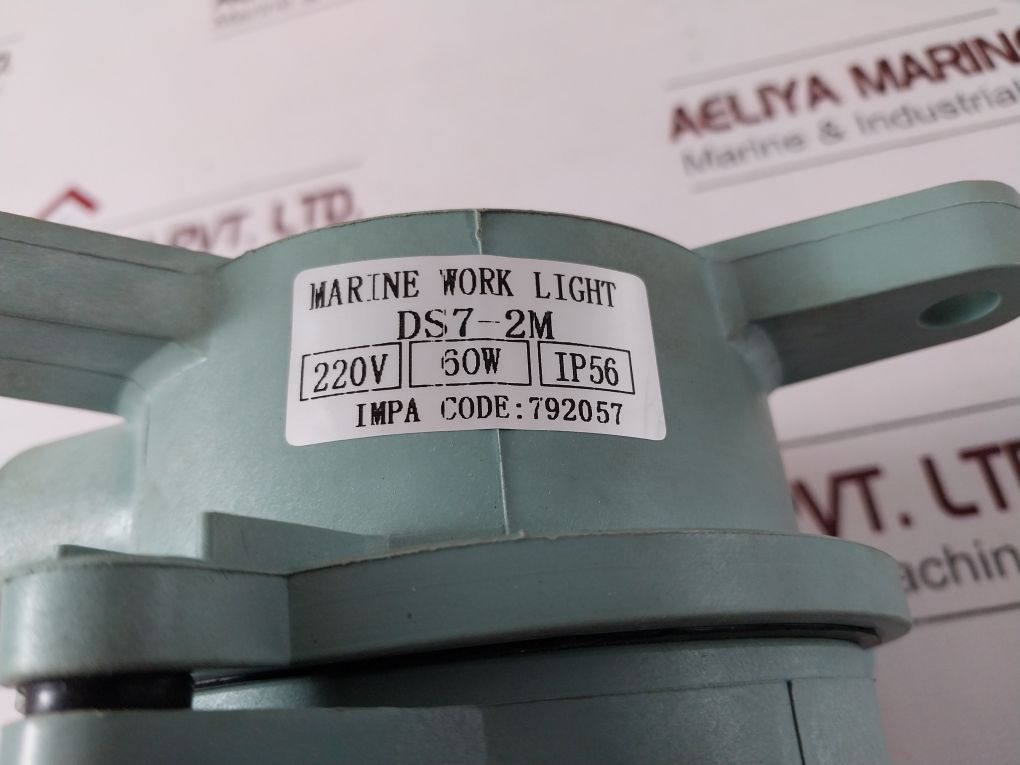 AELIYA MARINE
Marine & Industrial
PVT. LTD.
MARINE WORK LIGHT
DS7-2M
220V 60W IP56
IMPA CODE:792057
PVT. LTD
achin